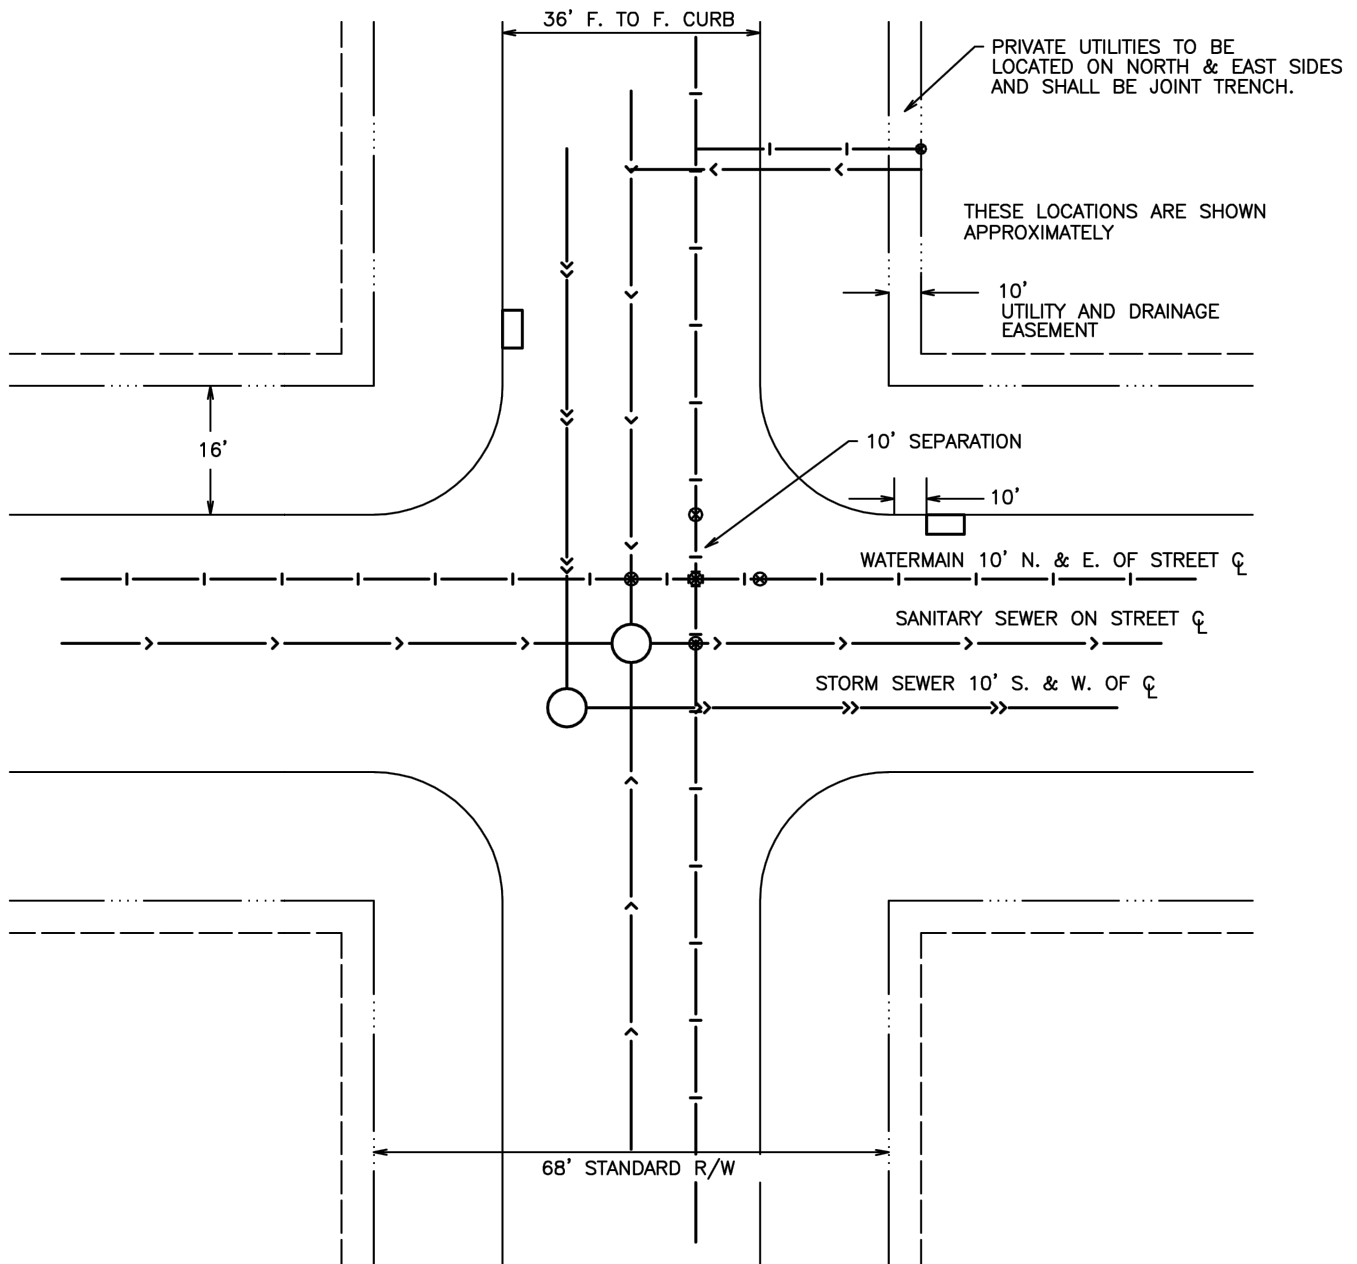 36' F. TO F. CURB
PRIVATE UTILITIES TO BE
LOCATED ON NORTH & EAST SIDES
AND SHALL BE JOINT TRENCH.
THESE LOCATIONS ARE SHOWN
APPROXIMATELY
10'
UTILITY AND DRAINAGE
EASEMENT
16'
10' SEPARATION
10'
WATERMAIN 10' N. & E. OF STREET ℄
SANITARY SEWER ON STREET ℄
STORM SEWER 10' S. & W. OF ℄
68' STANDARD R/W